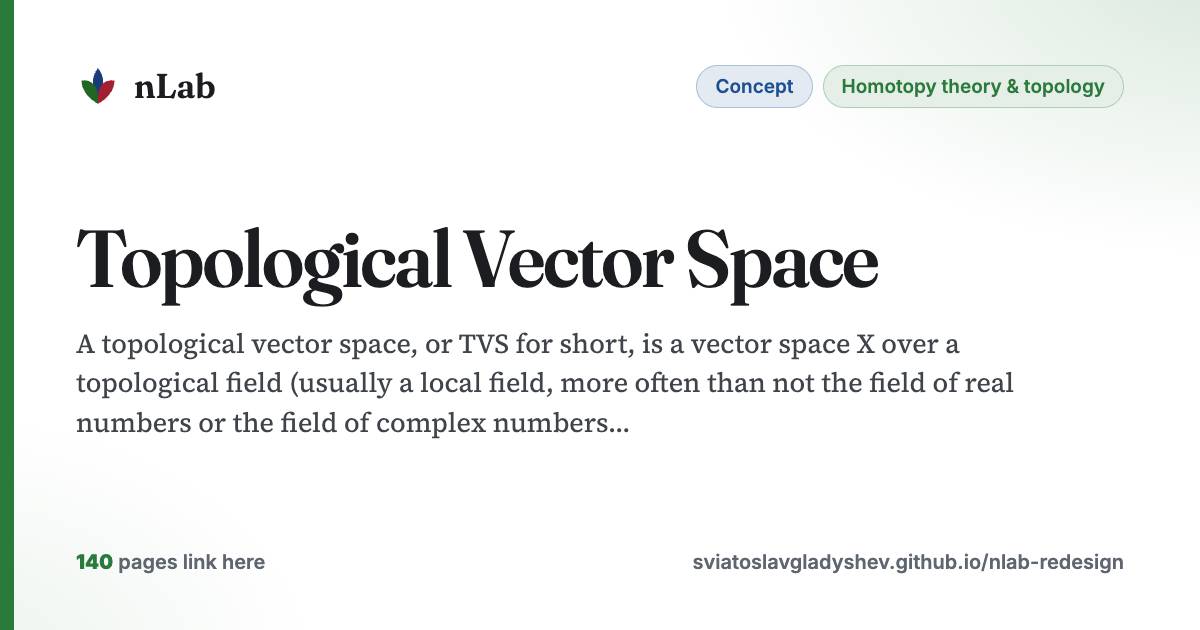 nLab
Concept
Homotopy theory & topology
Topological Vector Space
A topological vector space, or TVS for short, is a vector space X over a
topological field (usually a local field, more often than not the field of real
numbers or the field of complex numbers...
140 pages link here
sviatoslavgladyshev.github.io/nlab-redesign